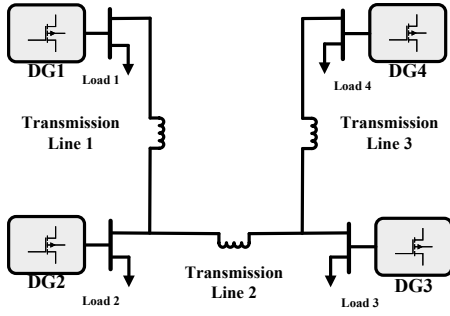 DG1
Load 1
DG4
Load 4
Transmission
Line 1
Transmission
Line 3
DG2
Load 2
Transmission
Line 2
DG3
Load 3